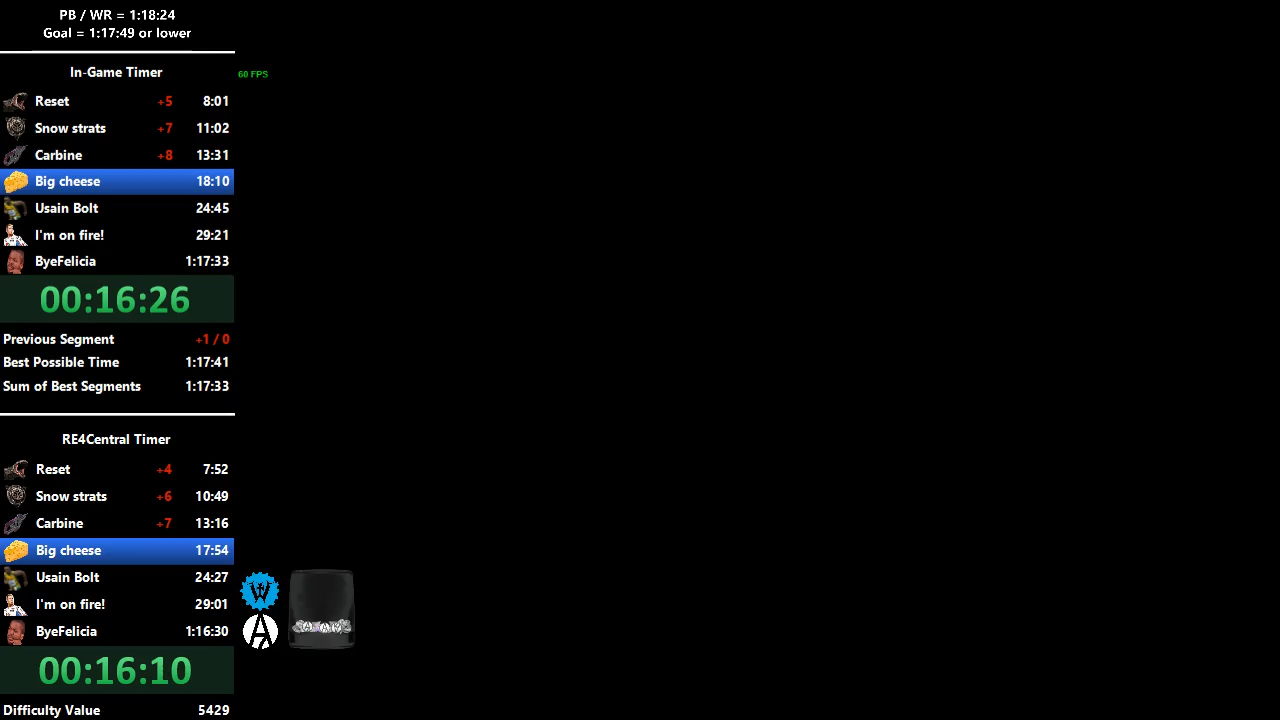 PB / WR = 1:18:24
Goal = 1:17:49 or lower
In-Game Timer
60 FPS
Reset +5 8:01
Snow strats +7 11:02
Carbine +8 13:31
Big cheese 18:10
Usain Bolt 24:45
I'm on fire! 29:21
ByeFelicia 1:17:33
00:16:26
Previous Segment +1 / 0
Best Possible Time 1:17:41
Sum of Best Segments 1:17:33
RE4Central Timer
Reset +4 7:52
Snow strats +6 10:49
Carbine +7 13:16
Big cheese 17:54
Usain Bolt 24:27
I'm on fire! 29:01
ByeFelicia 1:16:30
00:16:10
Difficulty Value 5429